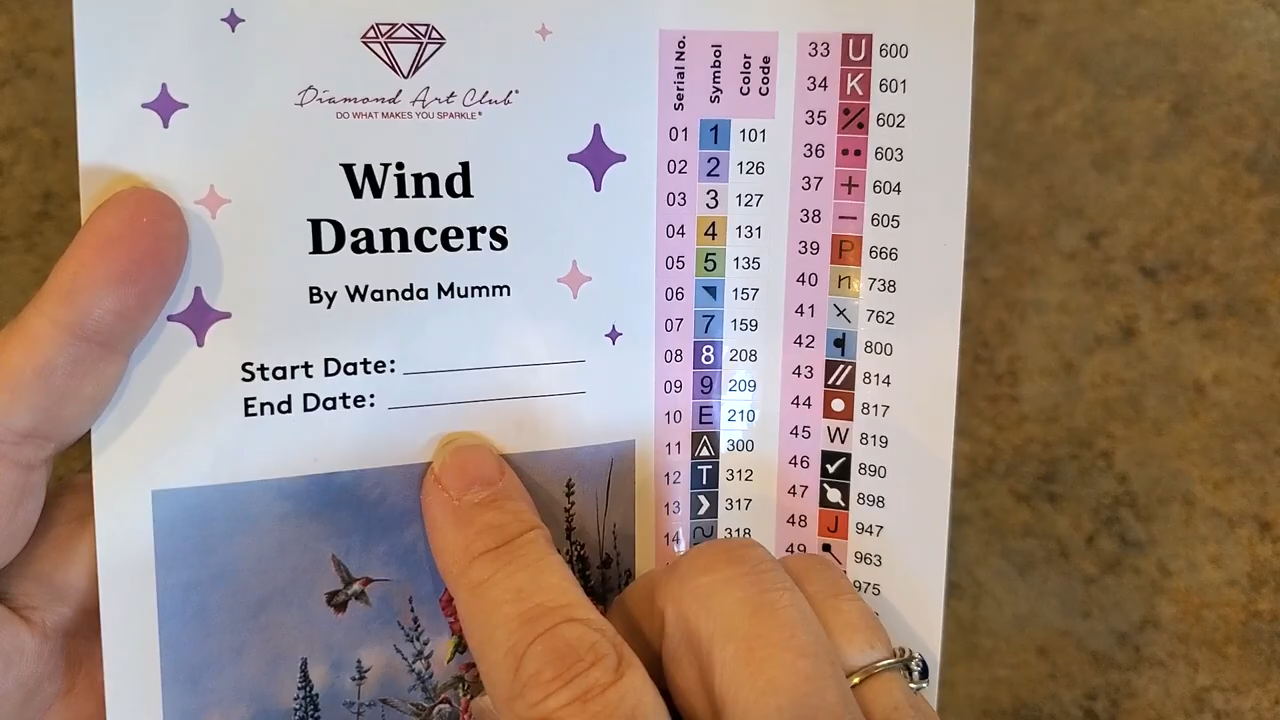 Diamond Art Club®
DO WHAT MAKES YOU SPARKLE®
Wind
Dancers
By Wanda Mumm
Start Date:
End Date:
Serial No. Symbol Color Code
01 1 101
02 2 126
03 3 127
04 4 131
05 5 135
06 157
07 7 159
08 8 208
09 9 209
10 E 210
11 300
12 T 312
13 317
14 318
33 U 600
34 K 601
35 602
36 603
37 + 604
38 − 605
39 P 666
40 n 738
41 762
42 800
43 // 814
44 817
45 W 819
46 ✓ 890
47 898
48 J 947
49 963
975